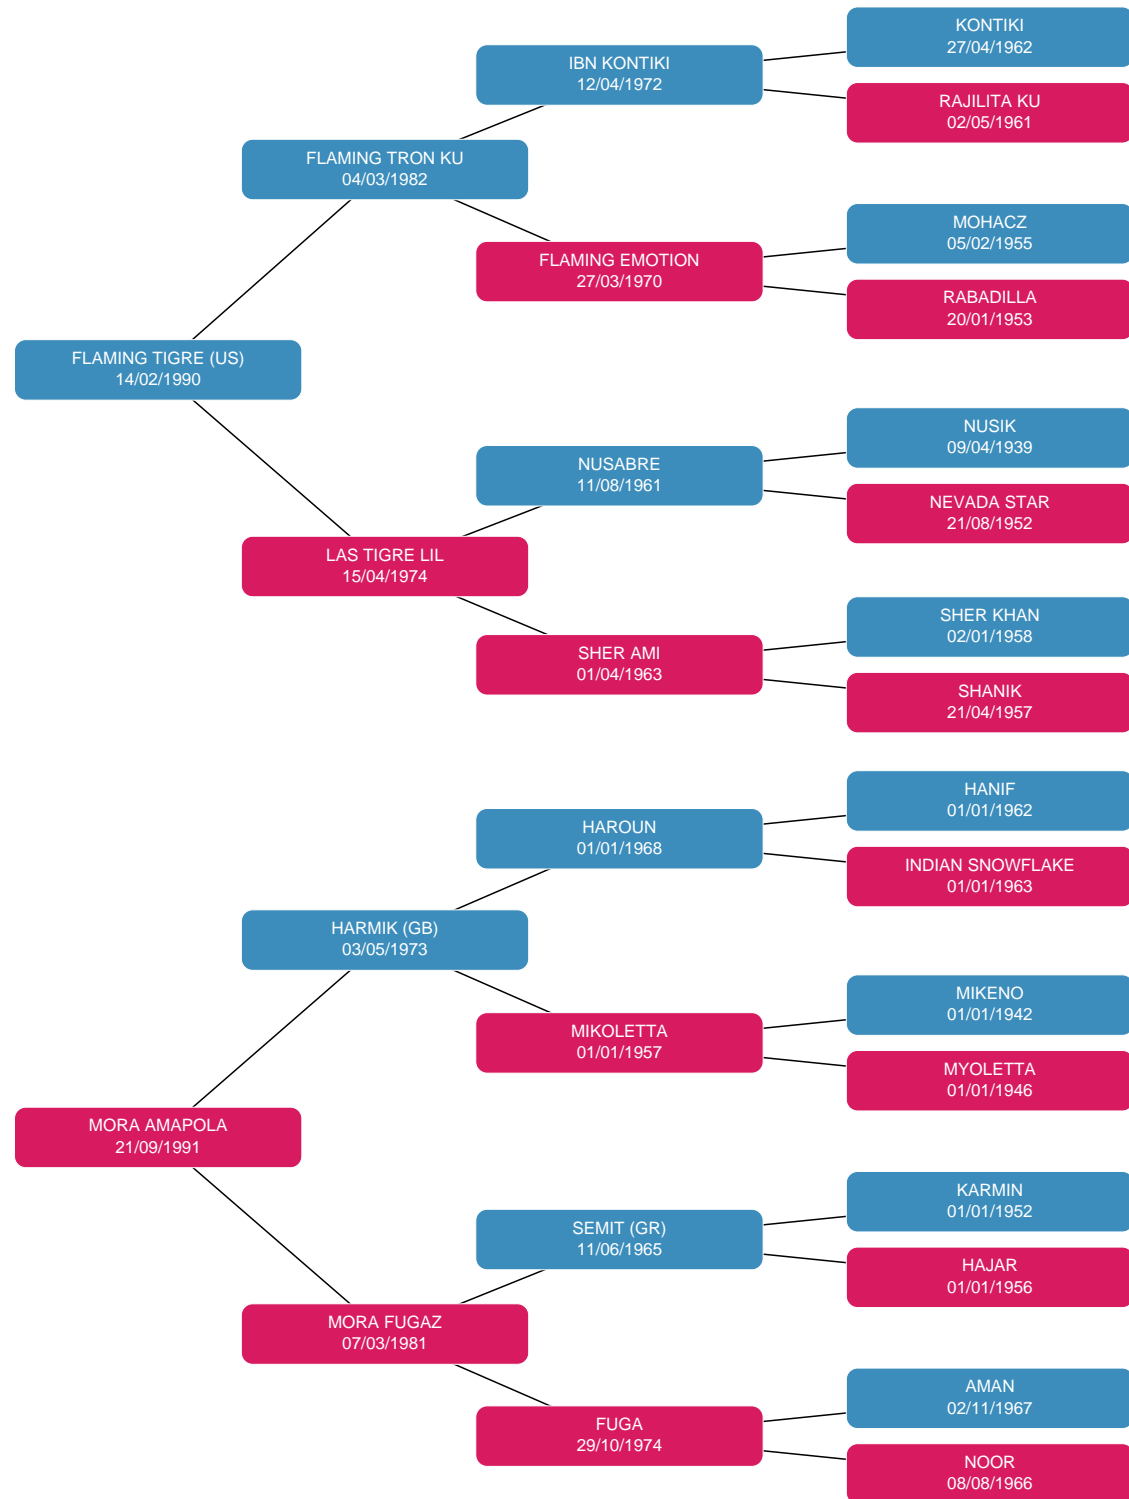 KONTIKI
27/04/1962
IBN KONTIKI
12/04/1972
RAJILITA KU
02/05/1961
FLAMING TRON KU
04/03/1982
MOHACZ
05/02/1955
FLAMING EMOTION
27/03/1970
RABADILLA
20/01/1953
FLAMING TIGRE (US)
14/02/1990
NUSIK
09/04/1939
NUSABRE
11/08/1961
NEVADA STAR
21/08/1952
LAS TIGRE LIL
15/04/1974
SHER KHAN
02/01/1958
SHER AMI
01/04/1963
SHANIK
21/04/1957
HANIF
01/01/1962
HAROUN
01/01/1968
INDIAN SNOWFLAKE
01/01/1963
HARMIK (GB)
03/05/1973
MIKENO
01/01/1942
MIKOLETTA
01/01/1957
MYOLETTA
01/01/1946
MORA AMAPOLA
21/09/1991
KARMIN
01/01/1952
SEMIT (GR)
11/06/1965
HAJAR
01/01/1956
MORA FUGAZ
07/03/1981
AMAN
02/11/1967
FUGA
29/10/1974
NOOR
08/08/1966